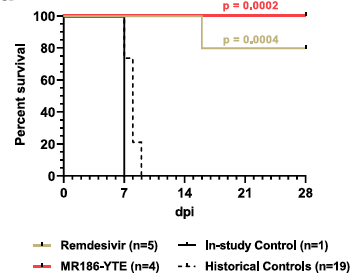 p = 0.0002
p = 0.0004
Percent survival
100
80
60
40
20
0
0 7 14 21 28
dpi
Remdesivir (n=5) In-study Control (n=1)
MR186-YTE (n=4) Historical Controls (n=19)